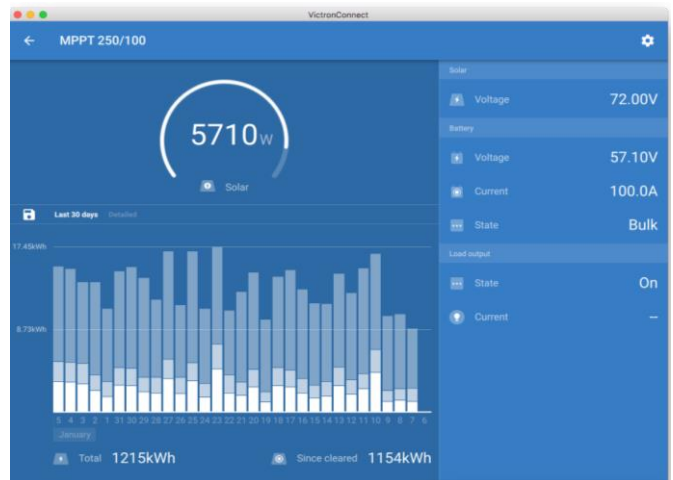 VictronConnect
MPPT 250/100
5710W
Solar
Last 30 days Detailed
17.45kWh
8.73kWh
5 4 3 2 1 31 30 29 28 27 26 25 24 23 22 21 20 19 18 17 16 15 14 13 12 11 10 9 8 7 6
January
Total 1215kWh
Since cleared 1154kWh
Solar
Voltage 72.00V
Battery
Voltage 57.10V
Current 100.0A
State Bulk
Load output
State On
Current –